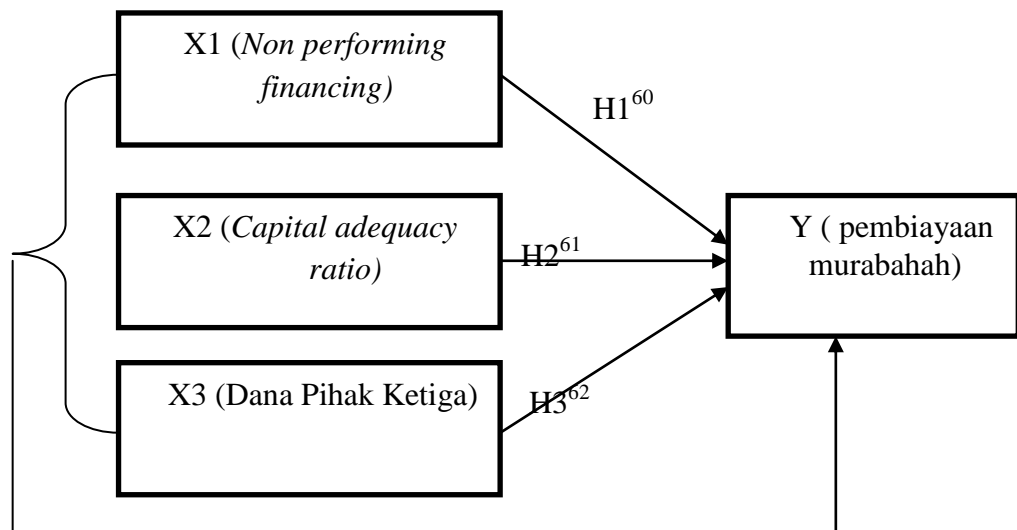 X1 (Non performing
financing)
H1⁶⁰
X2 (Capital adequacy
ratio)
H2⁶¹
Y ( pembiayaan
murabahah)
X3 (Dana Pihak Ketiga)
H3⁶²